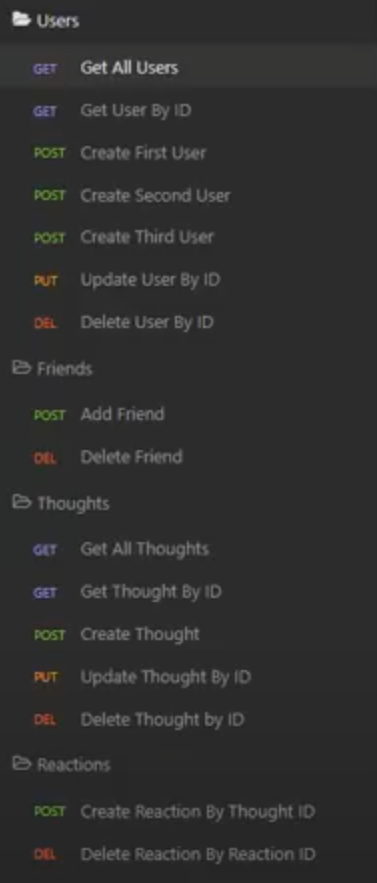 Users
GET Get All Users
GET Get User By ID
POST Create First User
POST Create Second User
POST Create Third User
PUT Update User By ID
DEL Delete User By ID
Friends
POST Add Friend
DEL Delete Friend
Thoughts
GET Get All Thoughts
GET Get Thought By ID
POST Create Thought
PUT Update Thought By ID
DEL Delete Thought by ID
Reactions
POST Create Reaction By Thought ID
DEL Delete Reaction By Reaction ID